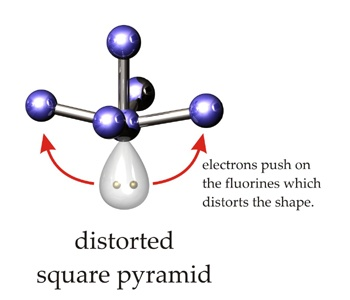 electrons push on
the fluorines which
distorts the shape.
distorted
square pyramid